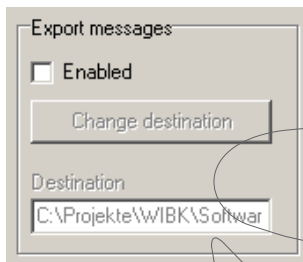 Export messages
Enabled
Change destination
Destination
C:\Projekte\WIBK\Softwar